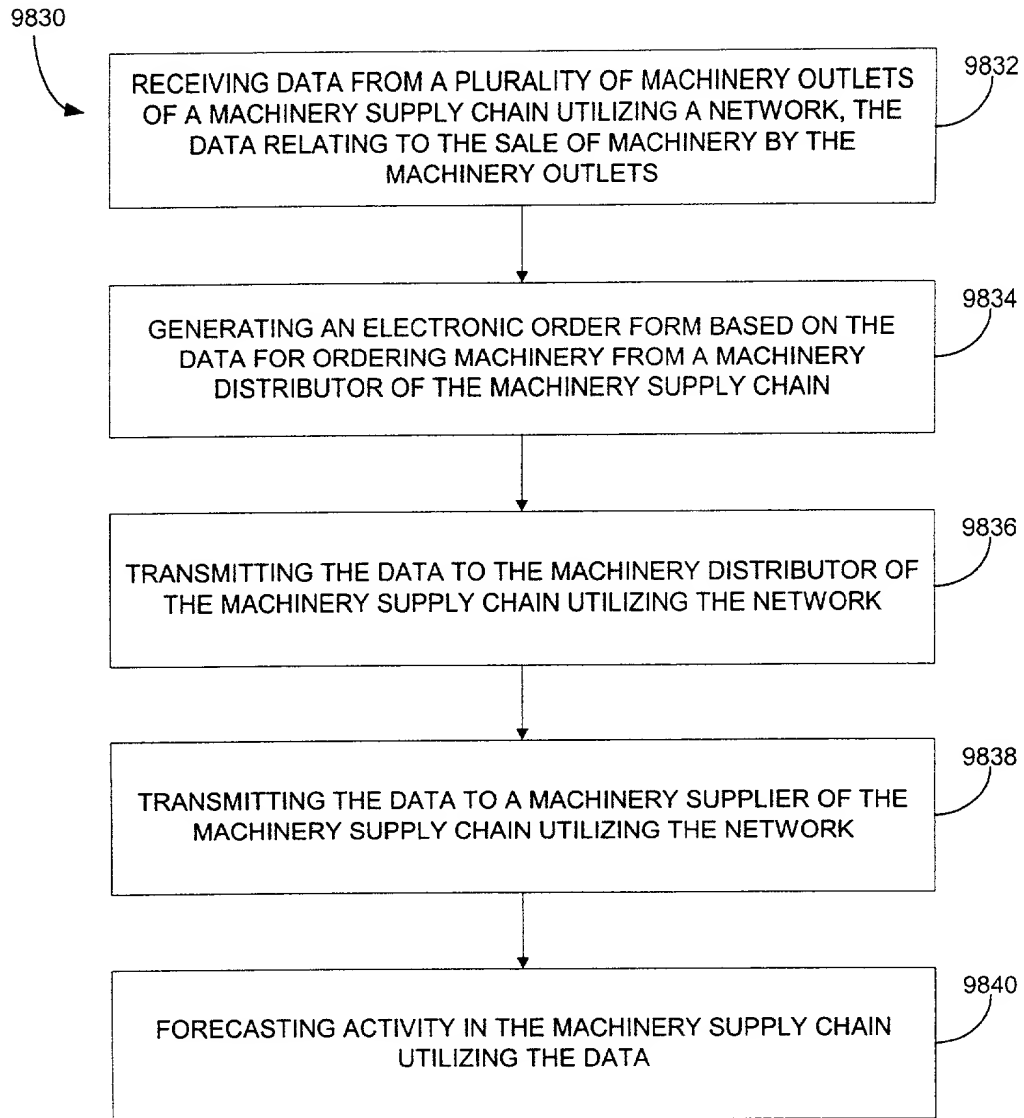 9830
RECEIVING DATA FROM A PLURALITY OF MACHINERY OUTLETS
OF A MACHINERY SUPPLY CHAIN UTILIZING A NETWORK, THE
DATA RELATING TO THE SALE OF MACHINERY BY THE
MACHINERY OUTLETS
9832
GENERATING AN ELECTRONIC ORDER FORM BASED ON THE
DATA FOR ORDERING MACHINERY FROM A MACHINERY
DISTRIBUTOR OF THE MACHINERY SUPPLY CHAIN
9834
TRANSMITTING THE DATA TO THE MACHINERY DISTRIBUTOR OF
THE MACHINERY SUPPLY CHAIN UTILIZING THE NETWORK
9836
TRANSMITTING THE DATA TO A MACHINERY SUPPLIER OF THE
MACHINERY SUPPLY CHAIN UTILIZING THE NETWORK
9838
FORECASTING ACTIVITY IN THE MACHINERY SUPPLY CHAIN
UTILIZING THE DATA
9840